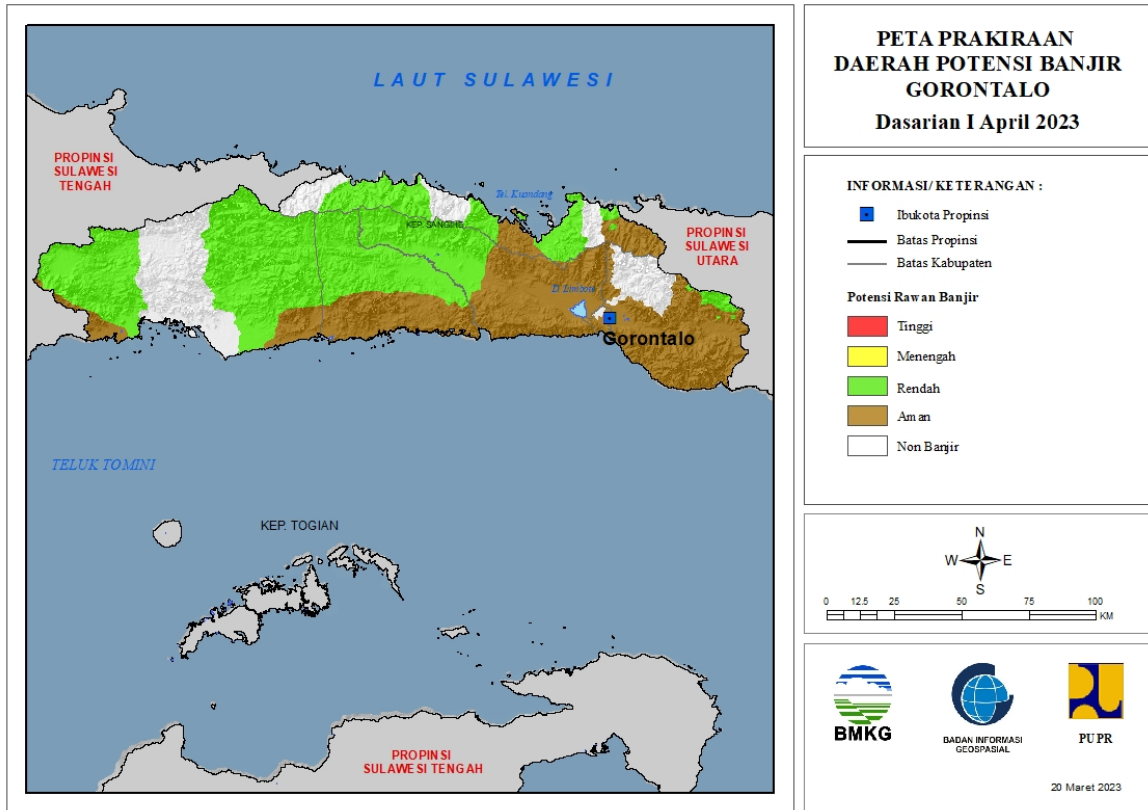 PETA PRAKIRAAN
DAERAH POTENSI BANJIR
GORONTALO
Dasarian I April 2023
LAUT SULAWESI
PROPINSI
SULAWESI
TENGAH
Tel. Kuandang
KEP. SANGIHE
PROPINSI
SULAWESI
UTARA
D. Limboto
Gorontalo
TELUK TOMINI
KEP. TOGIAN
PROPINSI
SULAWESI TENGAH
INFORMASI/ KETERANGAN :
Ibukota Propinsi
Batas Propinsi
Batas Kabupaten
Potensi Rawan Banjir
Tinggi
Menengah
Rendah
Aman
Non Banjir
N
W E
S
0 12.5 25 50 75 100
KM
BMKG
BADAN INFORMASI
GEOSPASIAL
PUPR
20 Maret 2023